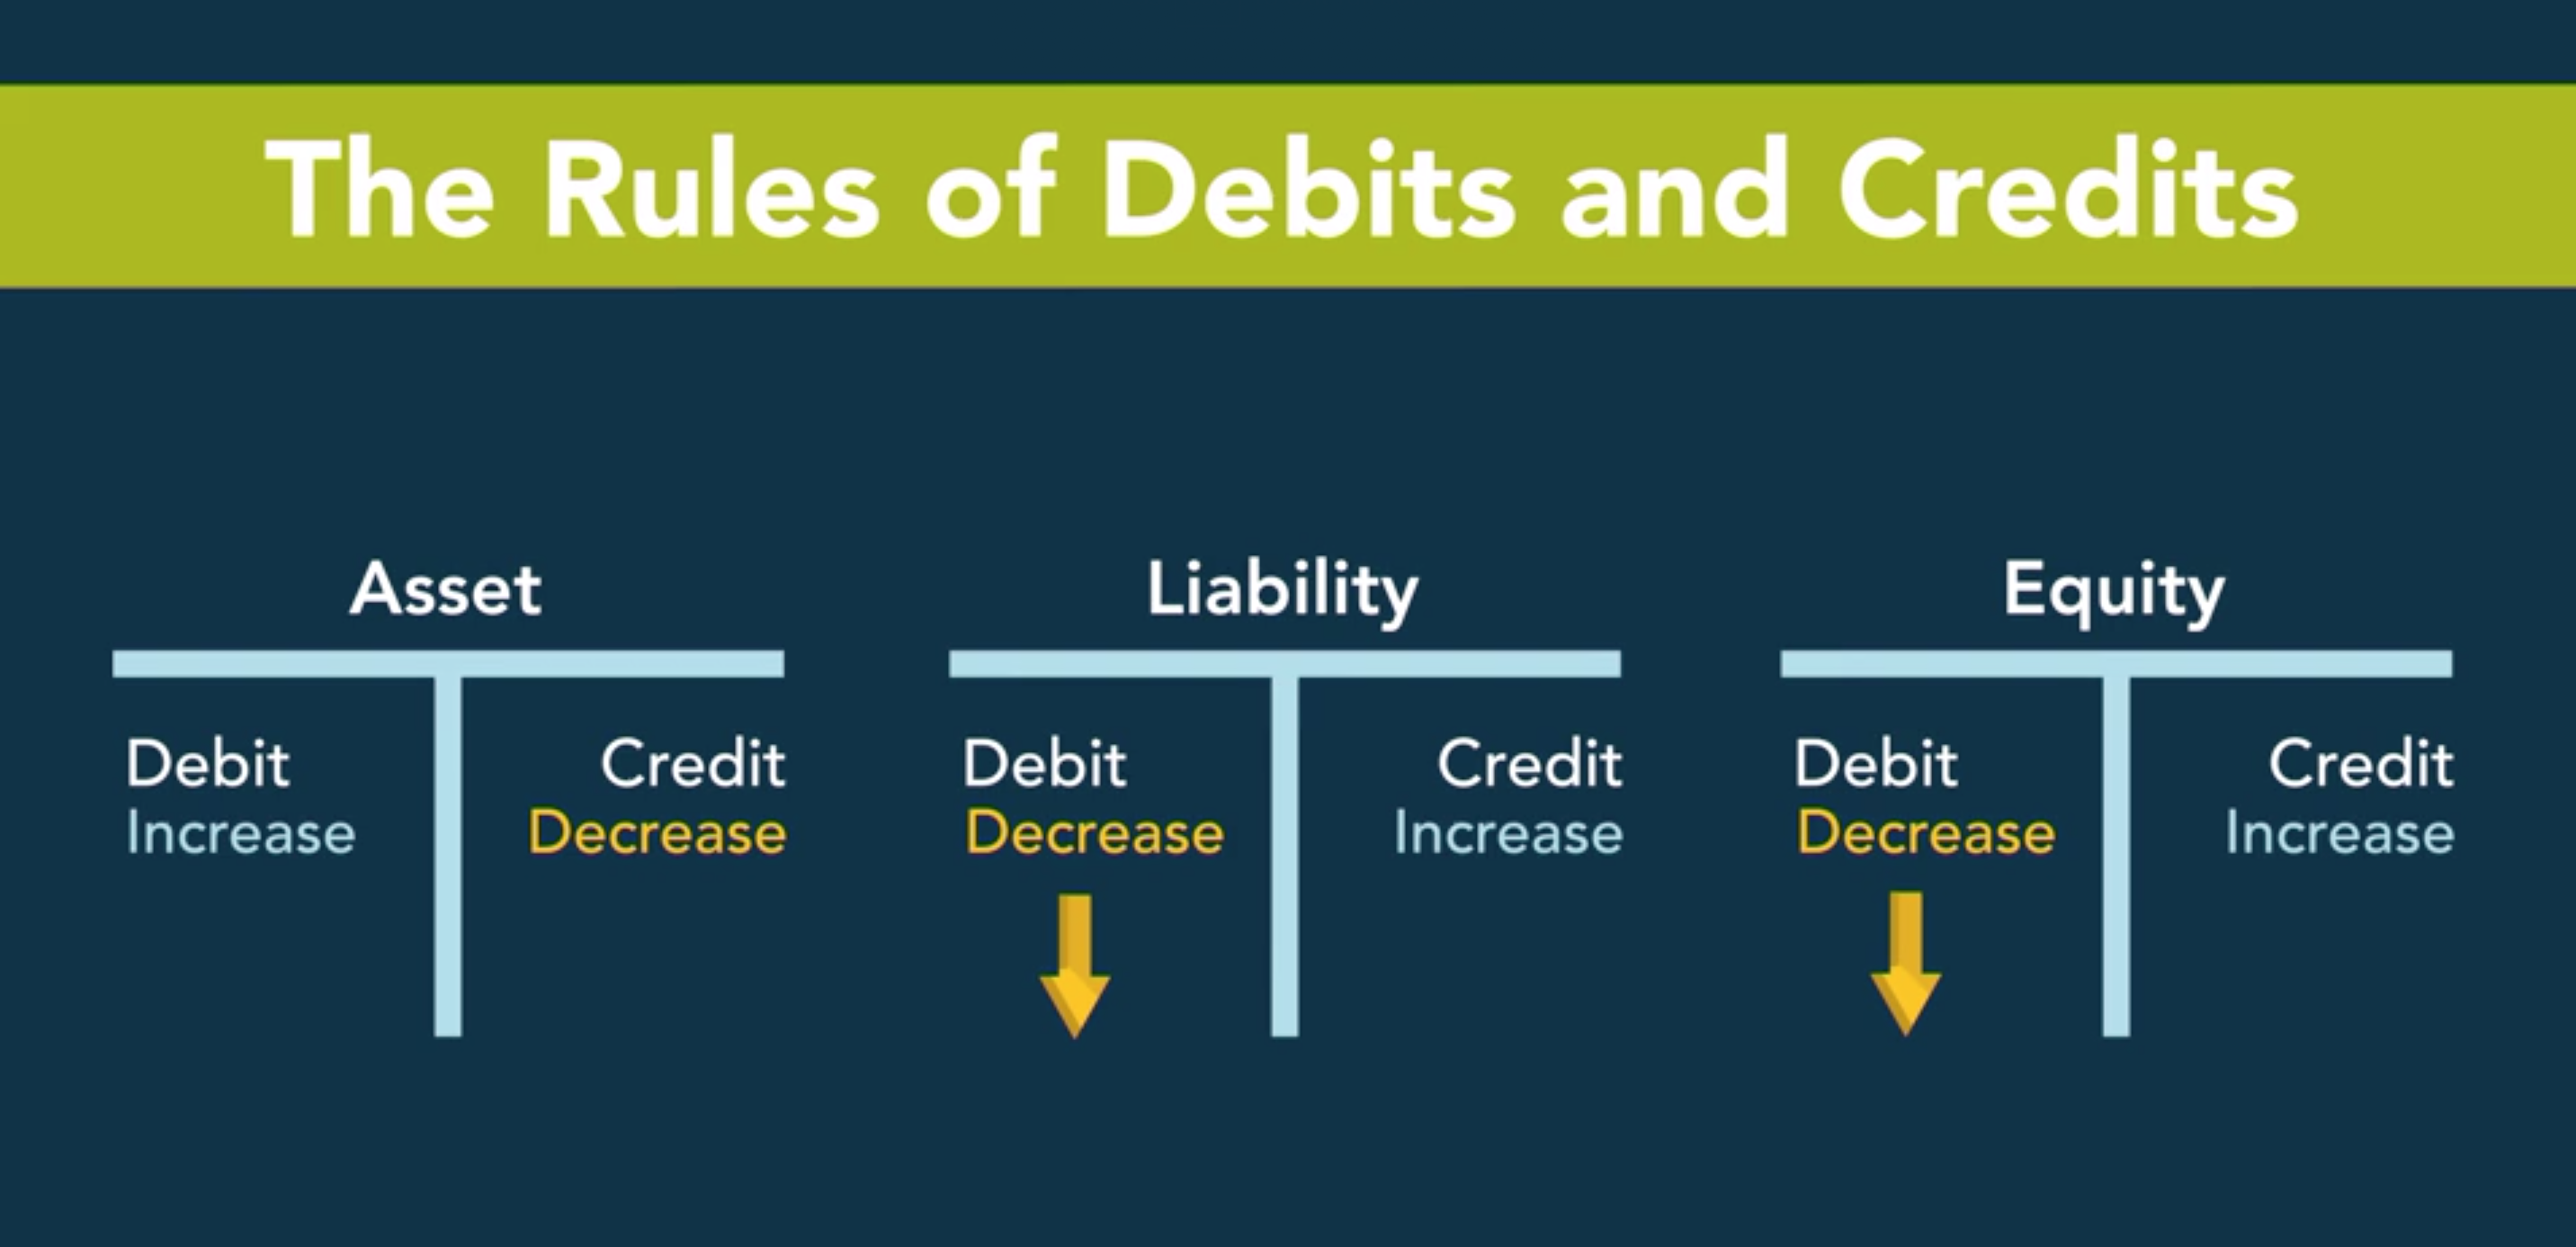 The Rules of Debits and Credits
Asset
Debit Credit
Increase Decrease
Liability
Debit Credit
Decrease Increase
Equity
Debit Credit
Decrease Increase